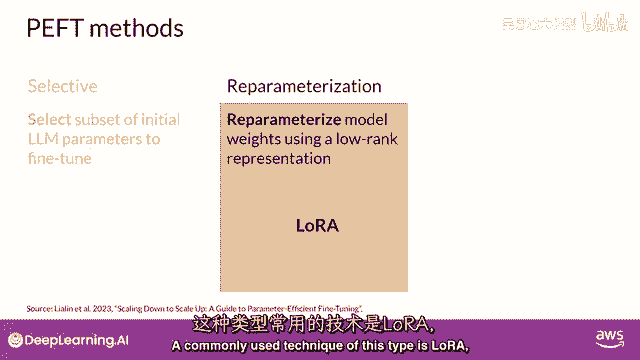 PEFT methods
Selective
Reparameterization
Select subset of initial
LLM parameters to
fine-tune
Reparameterize model
weights using a low-rank
representation
LoRA
Source: Lialin et al. 2023, “Scaling Down to Scale Up: A Guide to Parameter-Efficient Fine-Tuning”,
这种类型常用的技术是LoRA,
A commonly used technique of this type is LoRA,
DeepLearning.AI
aws